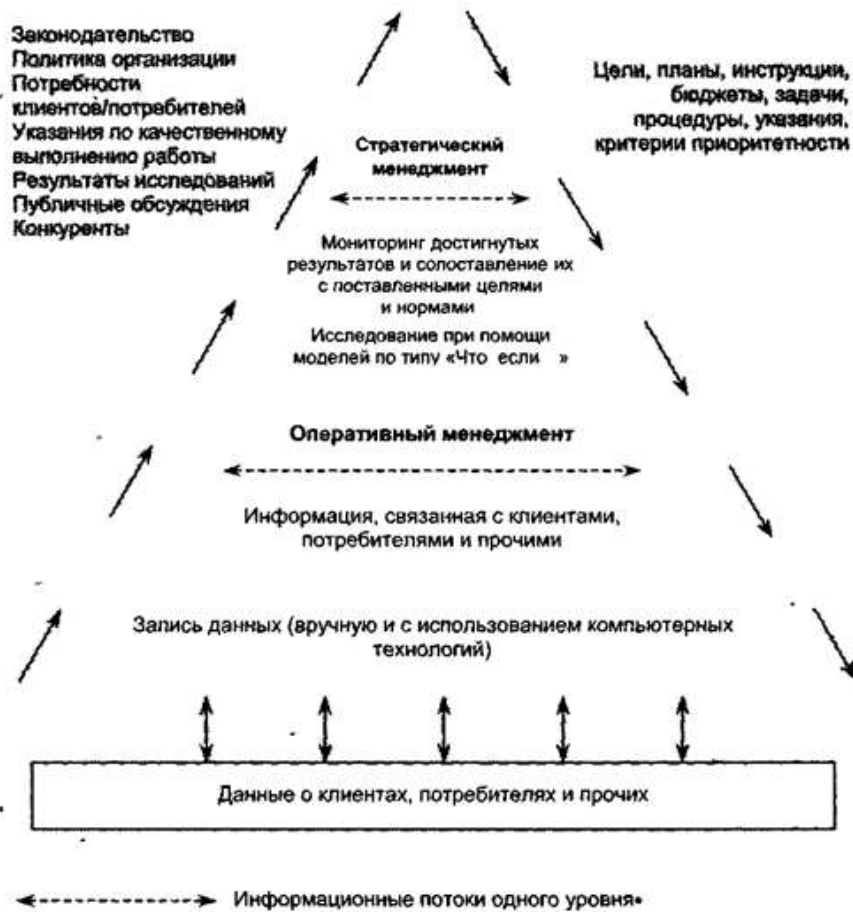 Законодательство
Политика организации
Потребности
клиентов/потребителей
Указания по качественному
выполнению работы
Результаты исследований
Публичные обсуждения
Конкуренты
Цели, планы, инструкции,
бюджеты, задачи,
процедуры, указания,
критерии приоритетности
Стратегический
менеджмент
Мониторинг достигнутых
результатов и сопоставление их
с поставленными целями
и нормами
Исследование при помощи
моделей по типу «Что если »
Оперативный менеджмент
Информация, связанная с клиентами,
потребителями и прочими
Запись данных (вручную и с использованием компьютерных
технологий)
Данные о клиентах, потребителях и прочих
Информационные потоки одного уровня